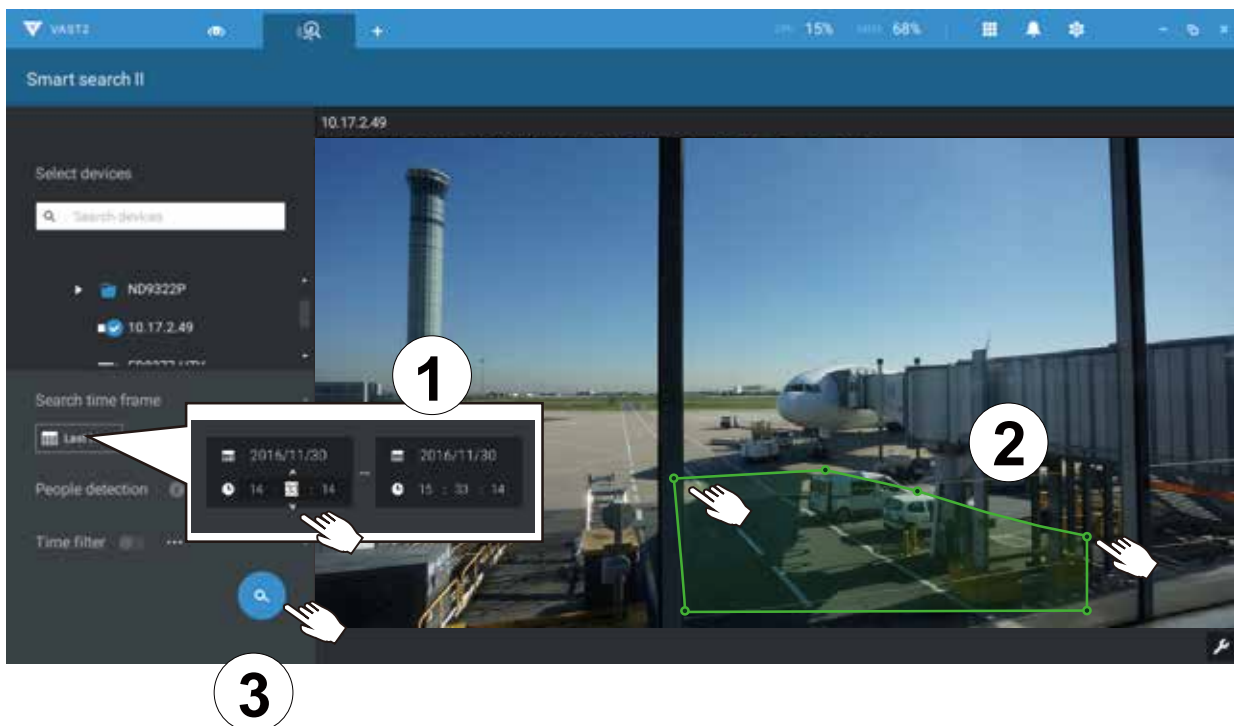 VAST2
15%
68%
Smart search II
10.17.2.49
Select devices
Search devices
ND9322P
10.17.2.49
Search time frame
Last
2016/11/30
2016/11/30
14 : 33 : 14
15 : 33 : 14
People detection
Time filter
1
2
3